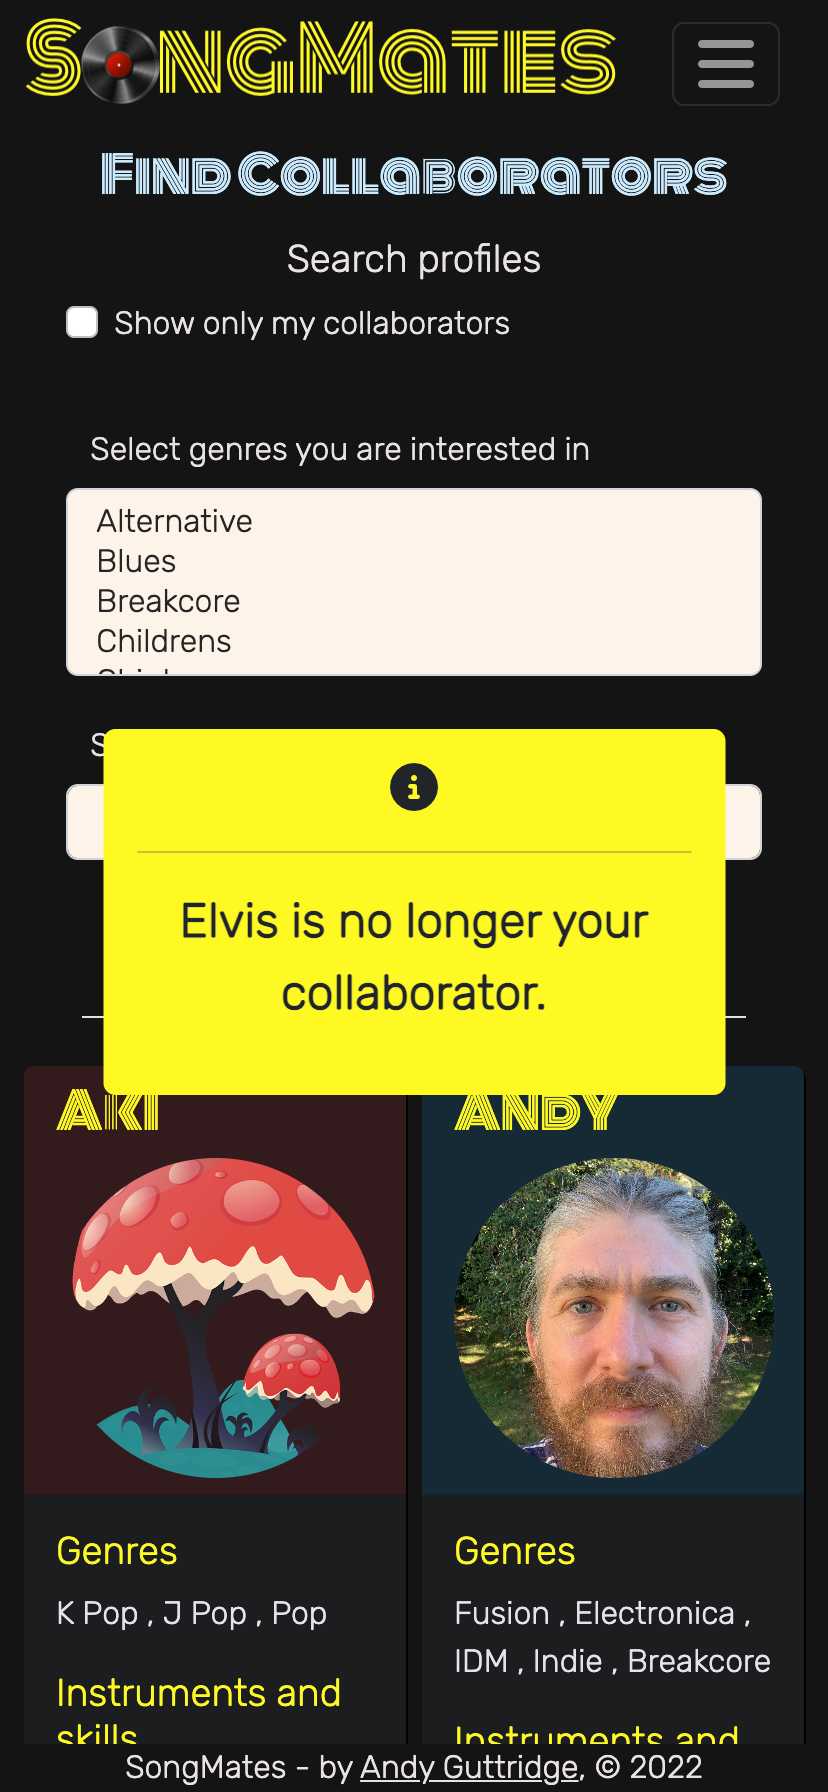 SongMates
Find Collaborators
Search profiles
Show only my collaborators
Select genres you are interested in
Alternative
Blues
Breakcore
Childrens
Elvis is no longer your
collaborator.
AKI
ANDY
Genres
Genres
K Pop , J Pop , Pop
Fusion , Electronica ,
IDM , Indie , Breakcore
Instruments and
skills
Instruments and
SongMates - by Andy Guttridge, © 2022